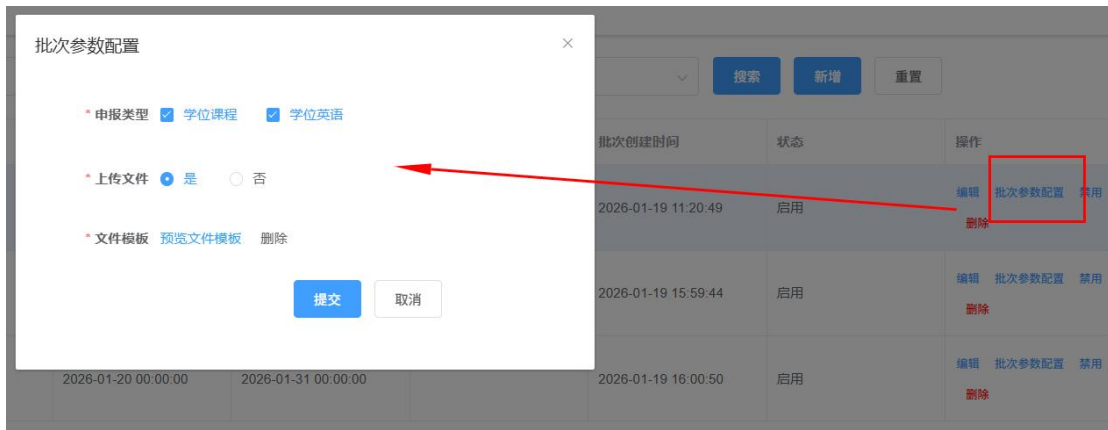 批次参数配置
搜索 新增 重置
* 申报类型 学位课程 学位英语
批次创建时间 状态 操作
* 上传文件 是 否
2026-01-19 11:20:49 启用 编辑 批次参数配置 禁用
删除
* 文件模板 预览文件模板 删除
提交 取消
2026-01-19 15:59:44 启用 编辑 批次参数配置 禁用
删除
2026-01-20 00:00:00 2026-01-31 00:00:00 2026-01-19 16:00:50 启用 编辑 批次参数配置 禁用
删除